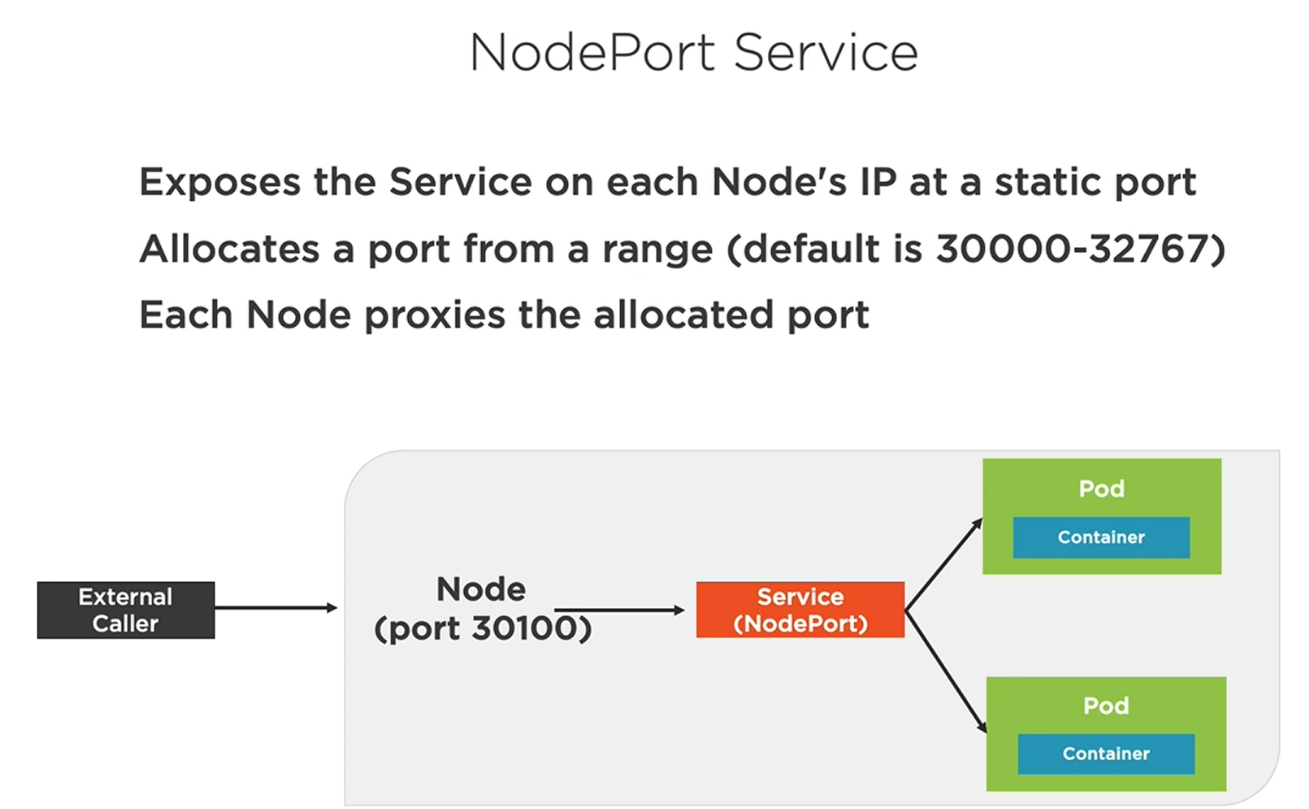 NodePort Service
Exposes the Service on each Node's IP at a static port
Allocates a port from a range (default is 30000-32767)
Each Node proxies the allocated port
External
Caller
Node
(port 30100)
Service
(NodePort)
Pod
Container
Pod
Container